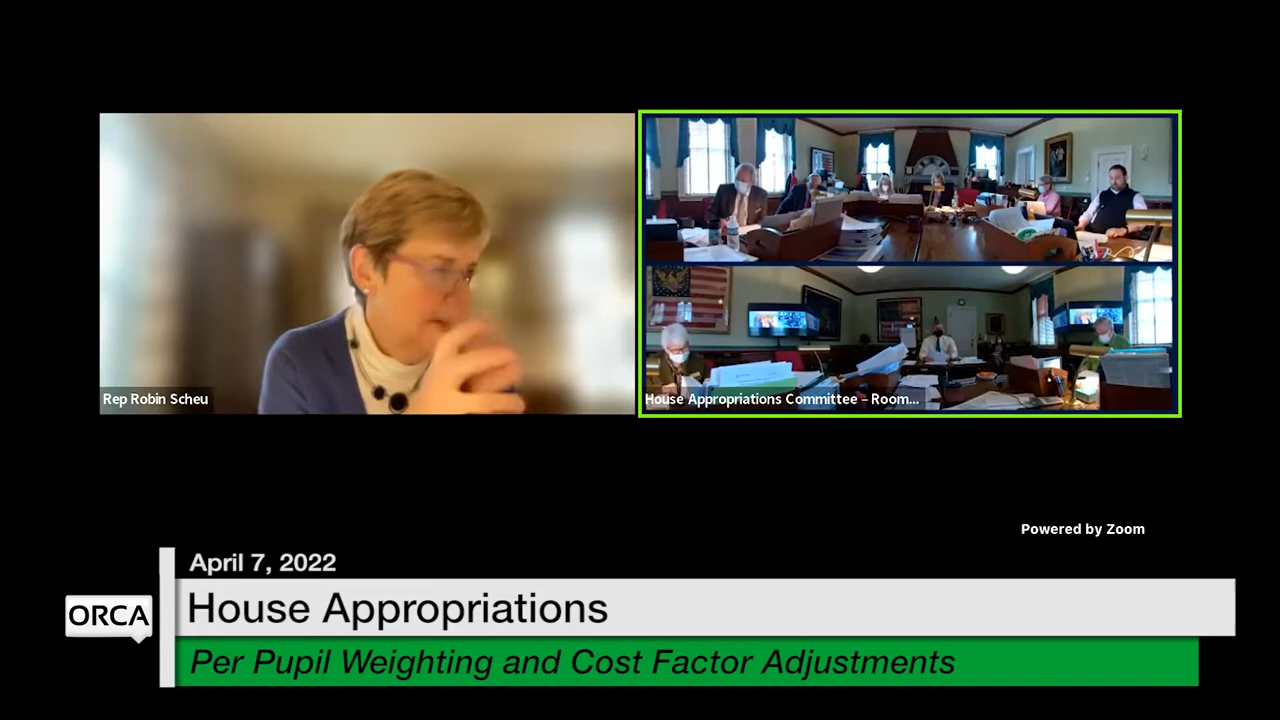 Rep Robin Scheu
House Appropriations Committee – Room...
Powered by Zoom
April 7, 2022
ORCA
House Appropriations
Per Pupil Weighting and Cost Factor Adjustments